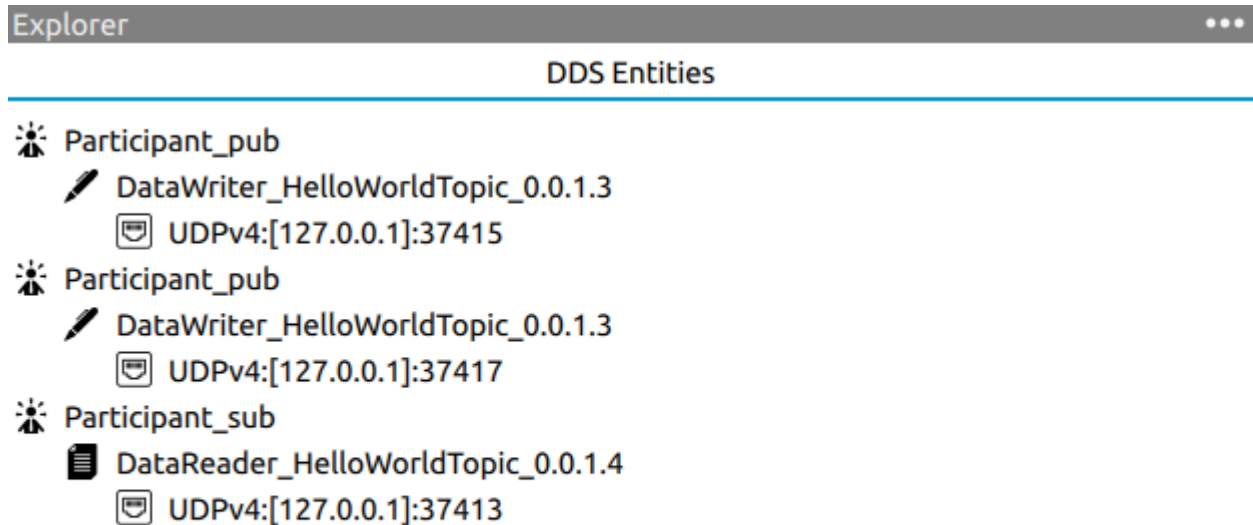 Explorer
DDS Entities
Participant_pub
DataWriter_HelloWorldTopic_0.0.1.3
UDPv4:[127.0.0.1]:37415
Participant_pub
DataWriter_HelloWorldTopic_0.0.1.3
UDPv4:[127.0.0.1]:37417
Participant_sub
DataReader_HelloWorldTopic_0.0.1.4
UDPv4:[127.0.0.1]:37413